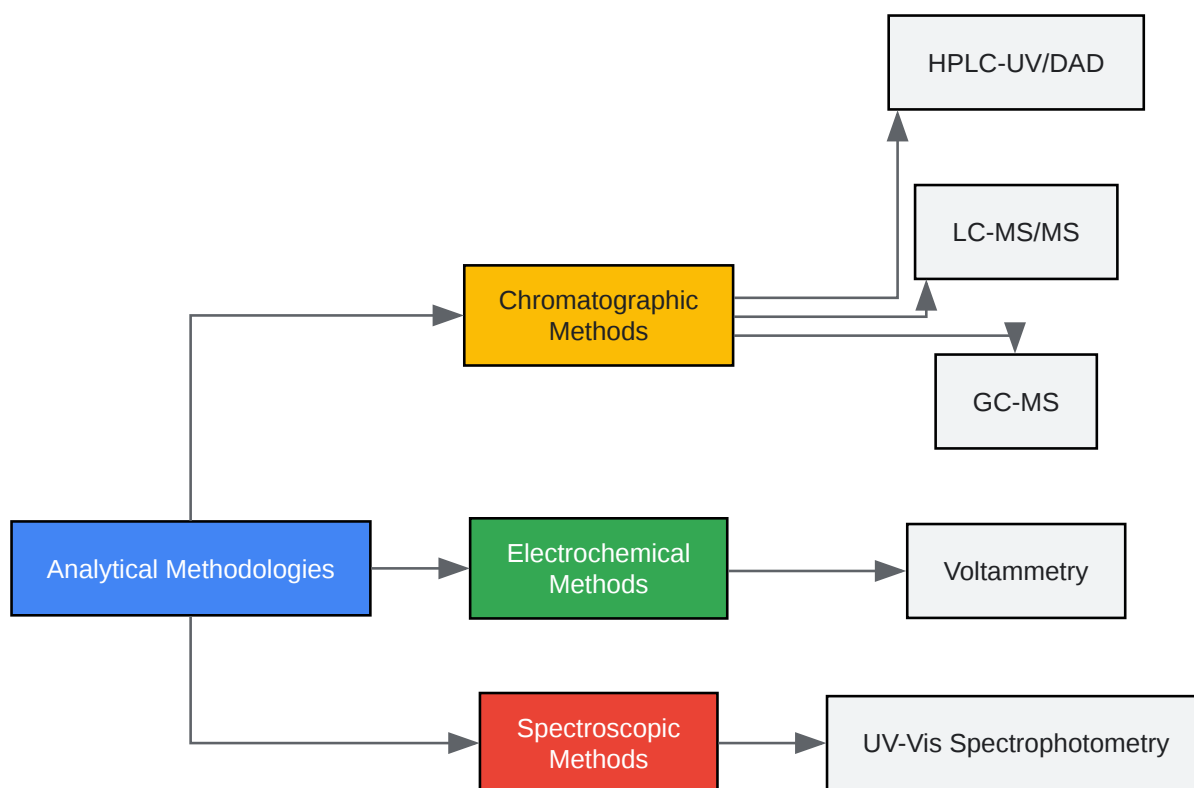 HPLC-UV/DAD
LC-MS/MS
Chromatographic
Methods
GC-MS
Analytical Methodologies
Electrochemical
Methods
Voltammetry
Spectroscopic
Methods
UV-Vis Spectrophotometry